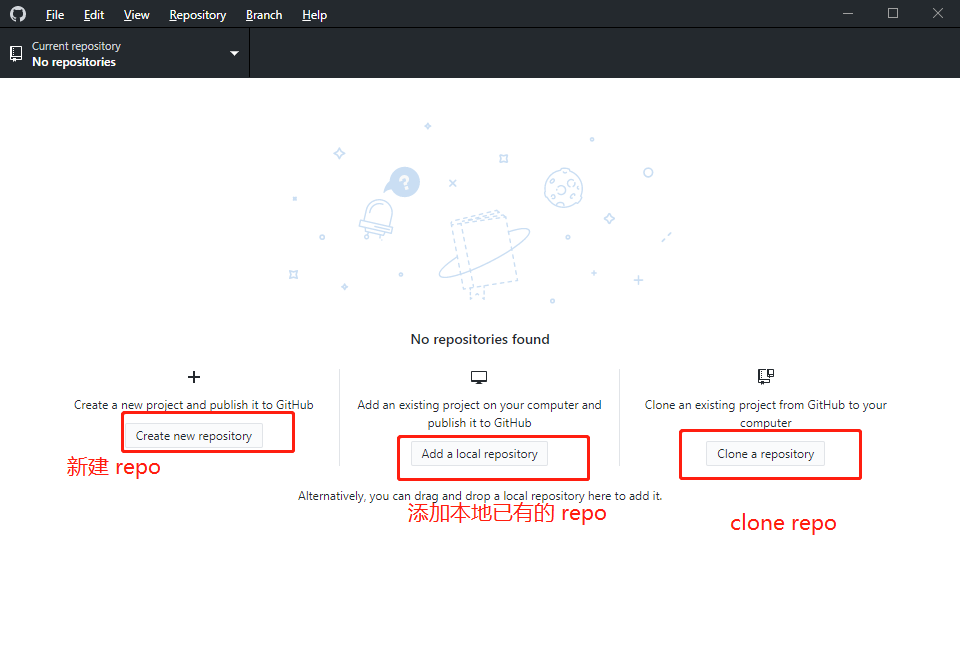 File Edit View Repository Branch Help
Current repository
No repositories
?
No repositories found
Create a new project and publish it to GitHub
Create new repository
新建 repo
Add an existing project on your computer and
publish it to GitHub
Add a local repository
Clone an existing project from GitHub to your
computer
Clone a repository
Alternatively, you can drag and drop a local repository here to add it.
添加本地已有的 repo
clone repo